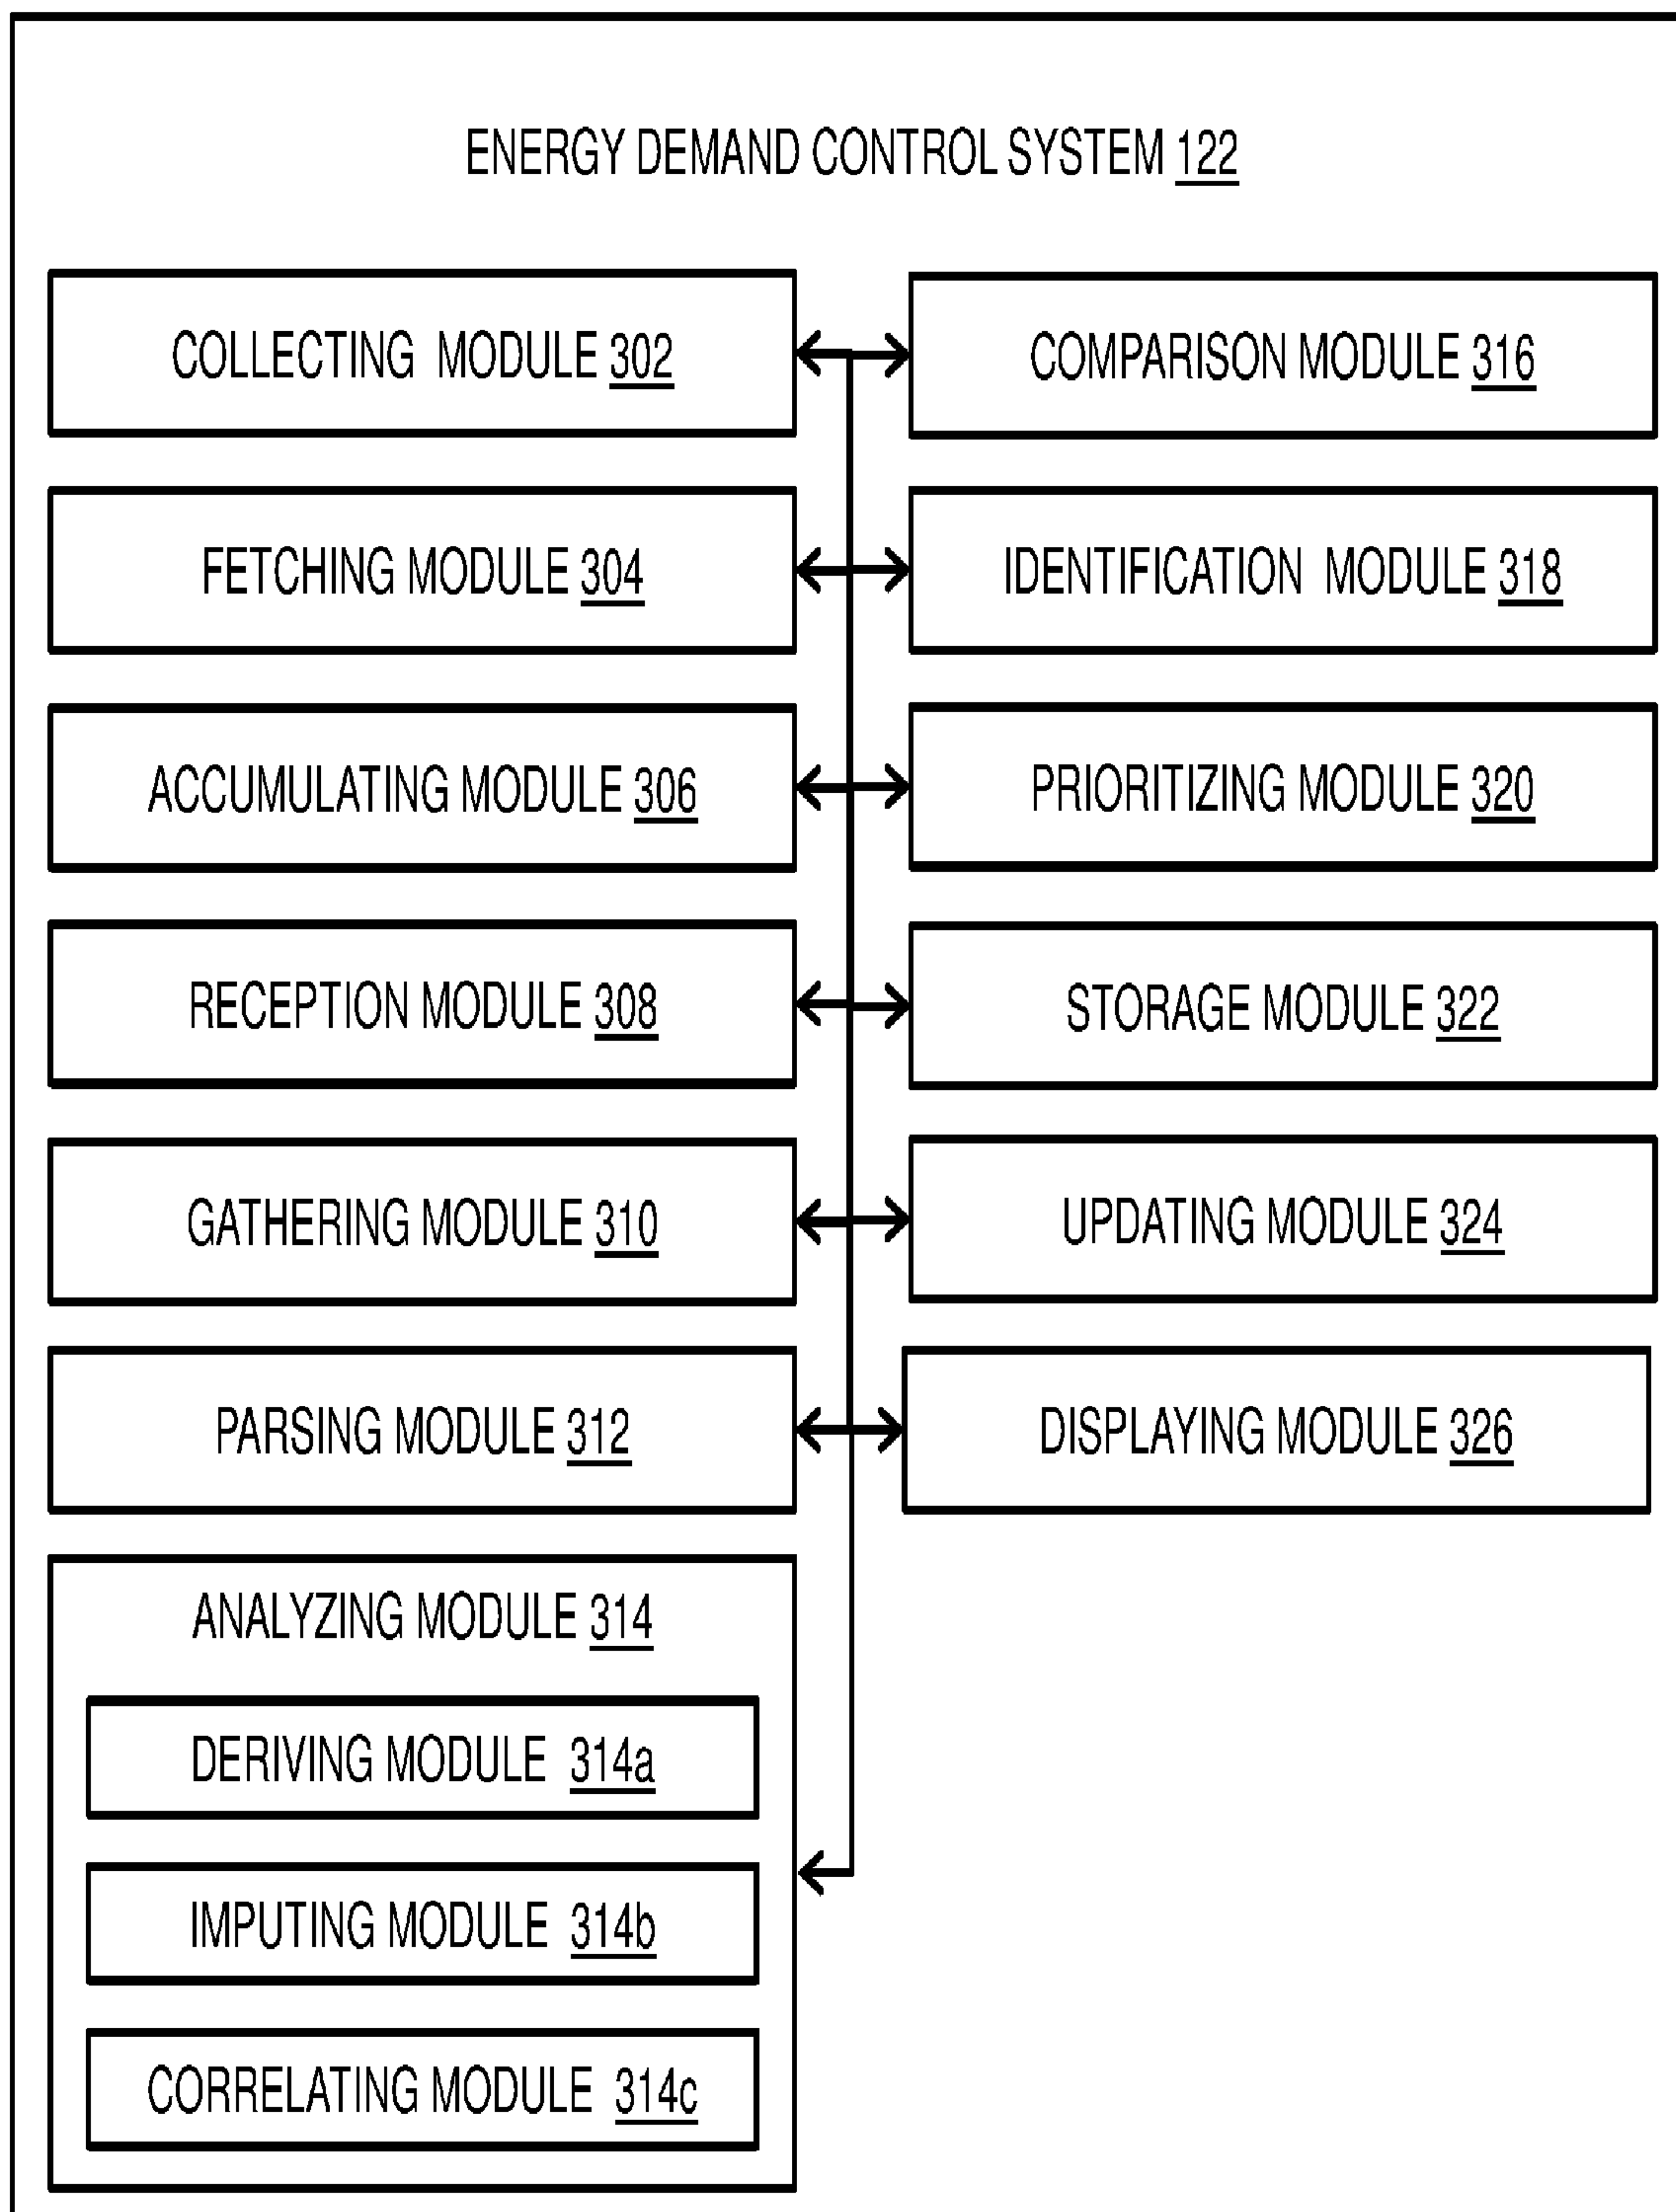 ENERGY DEMAND CONTROL SYSTEM 122
COLLECTING MODULE 302
FETCHING MODULE 304
ACCUMULATING MODULE 306
RECEPTION MODULE 308
GATHERING MODULE 310
PARSING MODULE 312
ANALYZING MODULE 314
DERIVING MODULE 314a
IMPUTING MODULE 314b
CORRELATING MODULE 314c
COMPARISON MODULE 316
IDENTIFICATION MODULE 318
PRIORITIZING MODULE 320
STORAGE MODULE 322
UPDATING MODULE 324
DISPLAYING MODULE 326